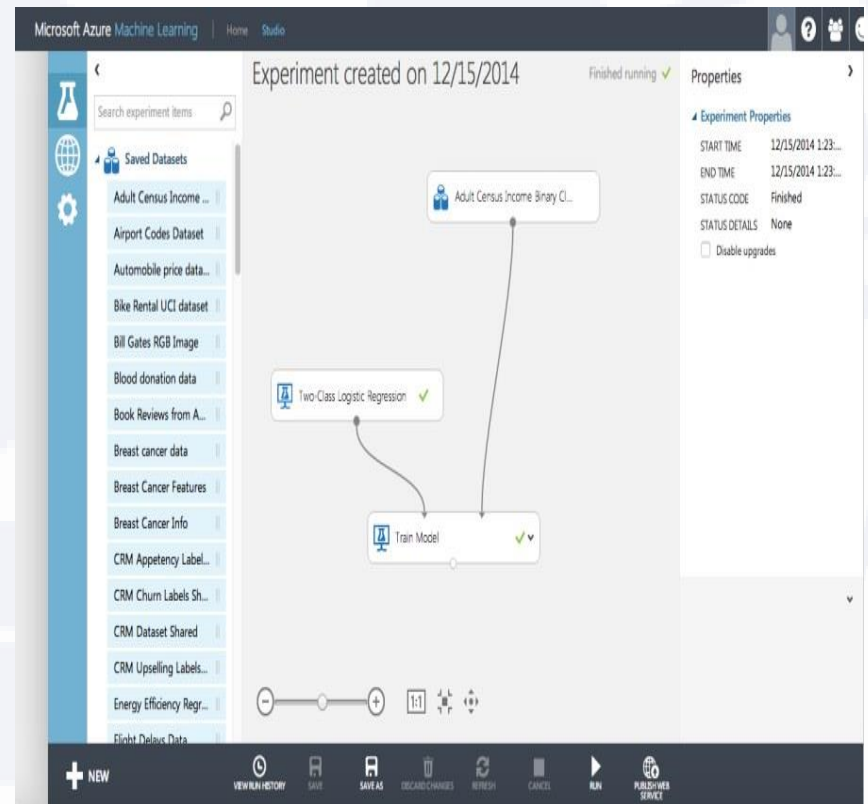 Microsoft Azure Machine Learning | Home Studio
Search experiment items
Saved Datasets
Adult Census Income ...
Airport Codes Dataset
Automobile price data...
Bike Rental UCI dataset
Bill Gates RGB Image
Blood donation data
Book Reviews from A...
Breast cancer data
Breast Cancer Features
Breast Cancer Info
CRM Appetency Label...
CRM Churn Labels Sh...
CRM Dataset Shared
CRM Upselling Labels...
Energy Efficiency Regr...
Flight Delays Data
Experiment created on 12/15/2014
Finished running
Adult Census Income Binary Cl...
Two-Class Logistic Regression
Train Model
1:1
Properties
Experiment Properties
START TIME 12/15/2014 1:23:...
END TIME 12/15/2014 1:23:...
STATUS CODE Finished
STATUS DETAILS None
Disable upgrades
NEW
VIEW RUN HISTORY
SAVE
SAVE AS
DISCARD CHANGES
REFRESH
CANCEL
RUN
PUBLISH WEB
SERVICE